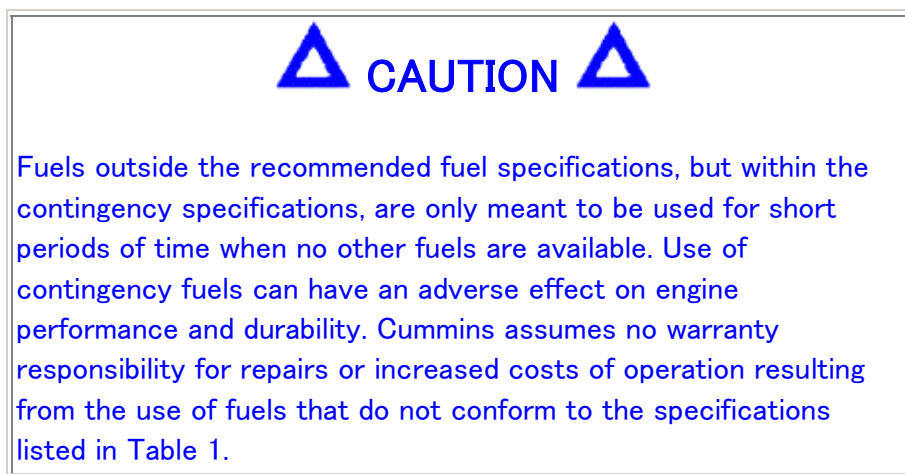 CAUTION
Fuels outside the recommended fuel specifications, but within the
contingency specifications, are only meant to be used for short
periods of time when no other fuels are available. Use of
contingency fuels can have an adverse effect on engine
performance and durability. Cummins assumes no warranty
responsibility for repairs or increased costs of operation resulting
from the use of fuels that do not conform to the specifications
listed in Table 1.